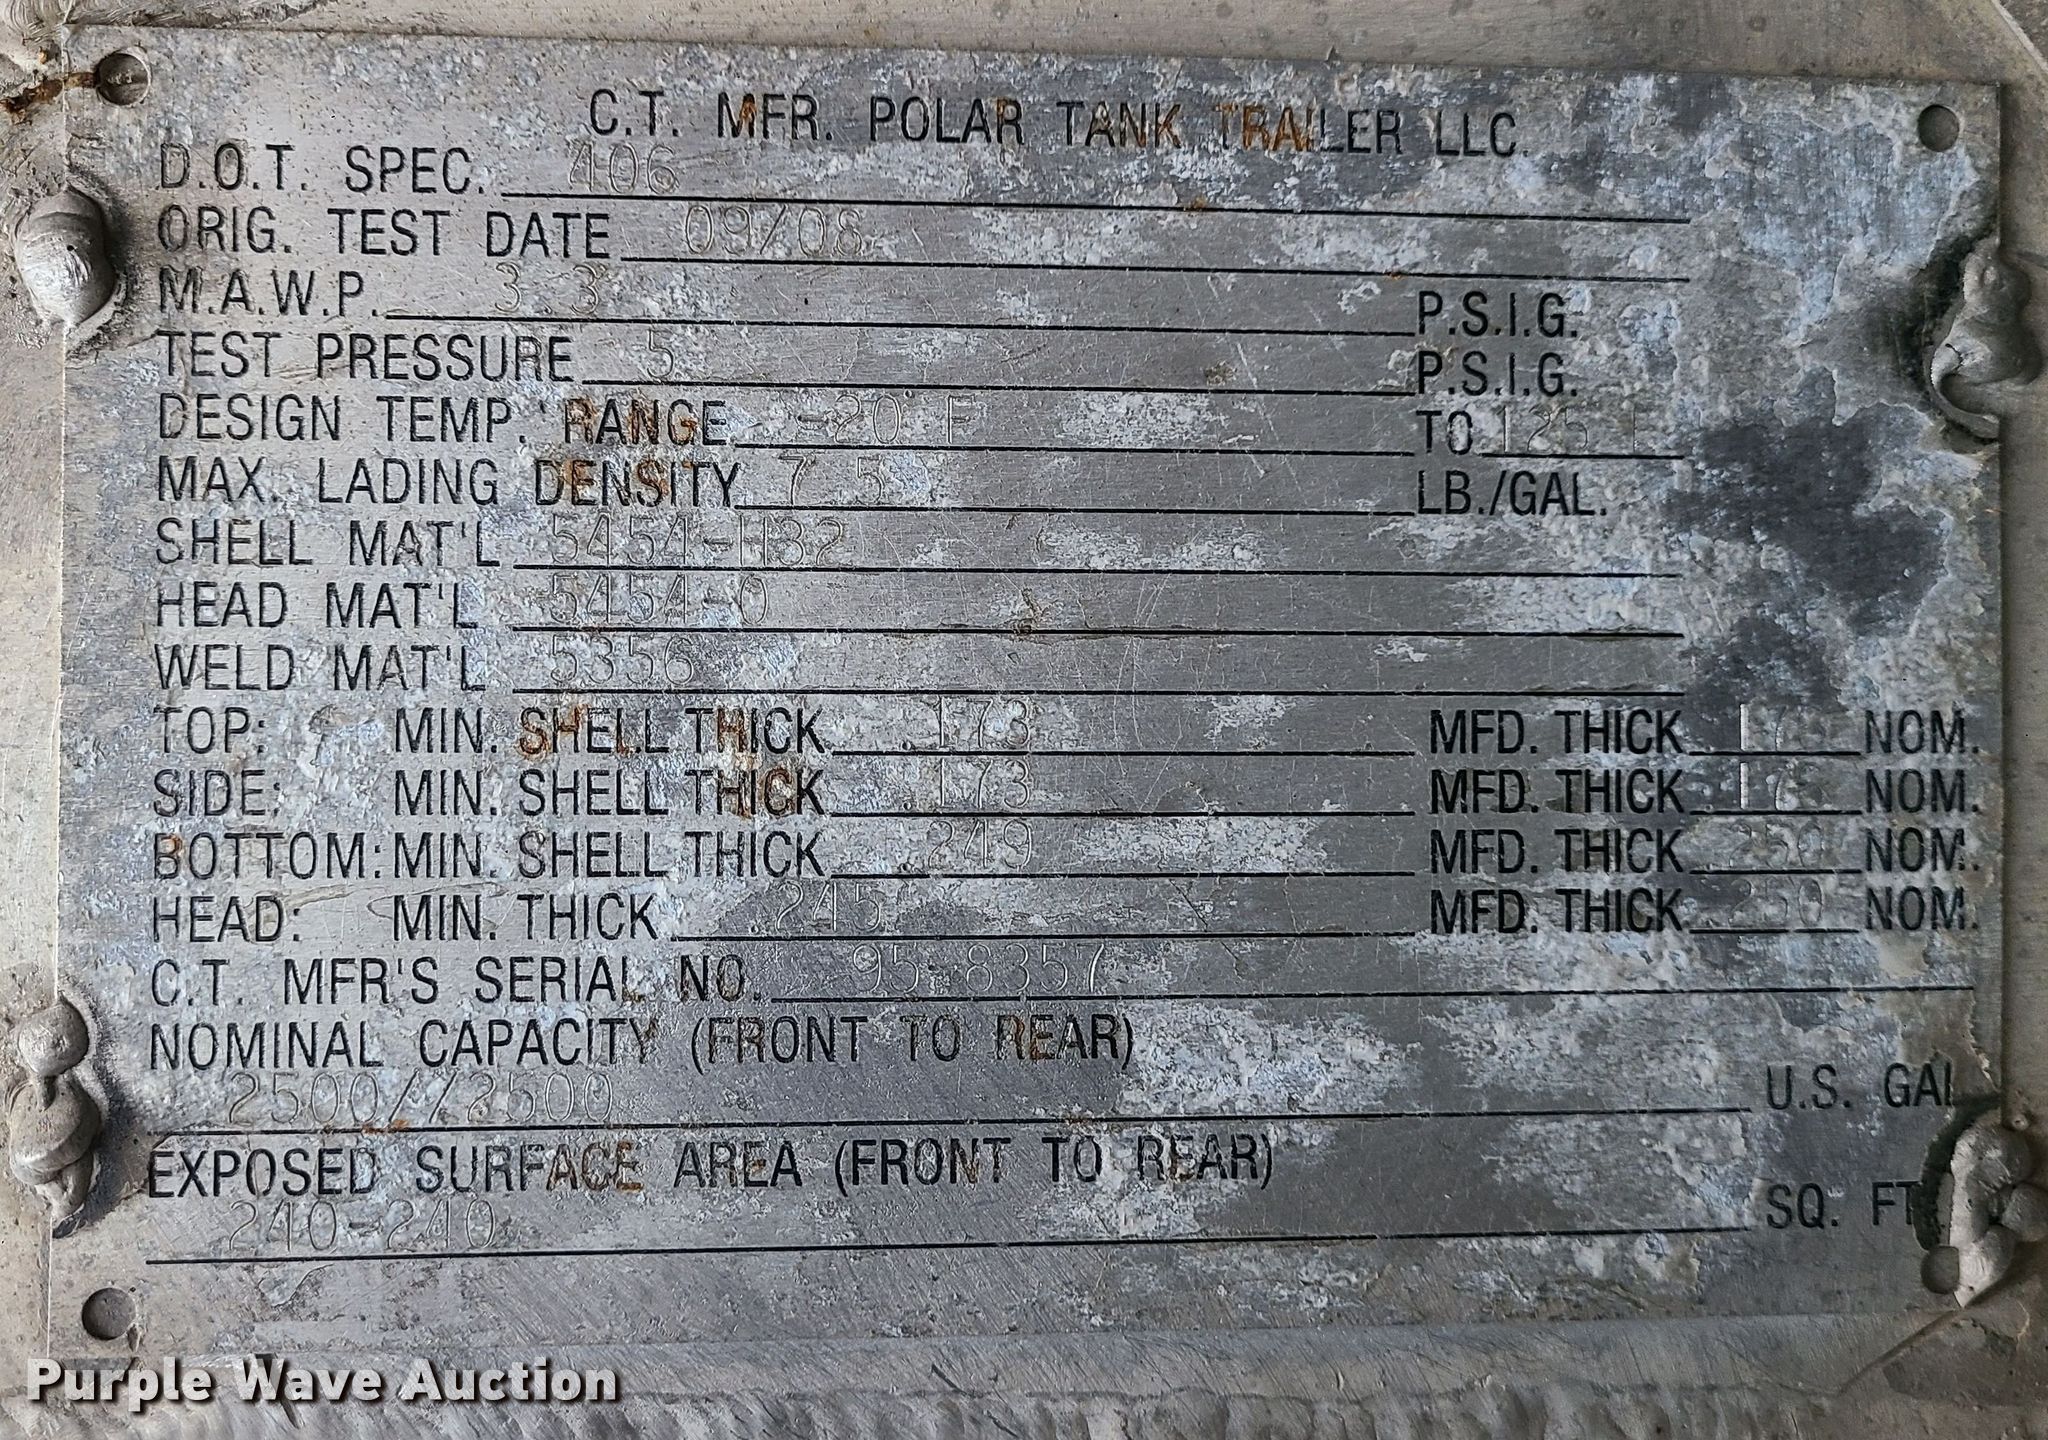 C.T. MFR. POLAR TANK TRAILER LLC.
D.O.T. SPEC. 406
ORIG. TEST DATE 09/08
M.A.W.P. 3.3 P.S.I.G.
TEST PRESSURE 5 P.S.I.G.
DESIGN TEMP. RANGE -20°F TO 125°F
MAX. LADING DENSITY 7.5 LB./GAL.
SHELL MAT'L 5454-H32
HEAD MAT'L 5454-0
WELD MAT'L 5356
TOP: MIN. SHELL THICK .173 MFD. THICK NOM.
SIDE: MIN. SHELL THICK .173 MFD. THICK NOM.
BOTTOM: MIN. SHELL THICK .249 MFD. THICK .250 NOM.
HEAD: MIN. THICK .245 MFD. THICK .250 NOM.
C.T. MFR'S SERIAL NO. 95-8357
NOMINAL CAPACITY (FRONT TO REAR)
2500//2500 U.S. GAL
EXPOSED SURFACE AREA (FRONT TO REAR)
240-240 SQ. FT
Purple Wave Auction